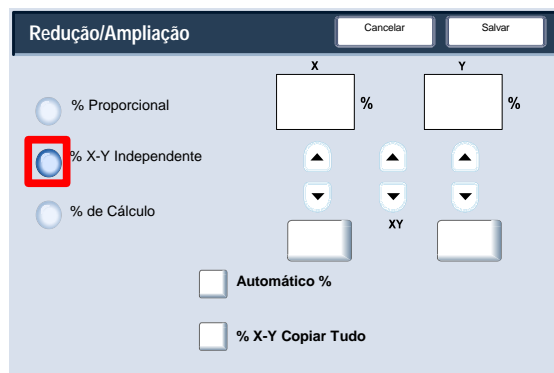 Redução/Ampliação
Cancelar
Salvar
X
Y
% Proporcional
%
%
% X-Y Independente
% de Cálculo
XY
Automático %
% X-Y Copiar Tudo